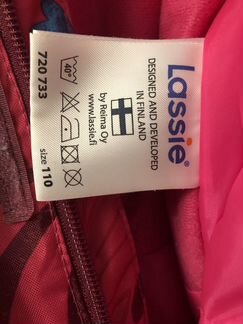 Lassie®
DESIGNED AND DEVELOPED
IN FINLAND
by Reima Oy
www.lassie.fi
40°
720 733
size 110